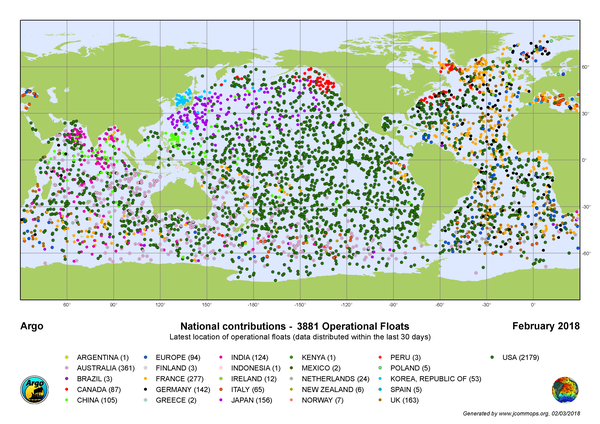 60°
30°
0°
-30°
-60°
60° 90° 120° 150° 180° -150° -120° -90° -60° -30° 0°
Argo
National contributions - 3881 Operational Floats
February 2018
Latest location of operational floats (data distributed within the last 30 days)
ARGENTINA (1)
AUSTRALIA (361)
BRAZIL (3)
CANADA (87)
CHINA (105)
EUROPE (94)
FINLAND (3)
FRANCE (277)
GERMANY (142)
GREECE (2)
INDIA (124)
INDONESIA (1)
IRELAND (12)
ITALY (65)
JAPAN (156)
KENYA (1)
MEXICO (2)
NETHERLANDS (24)
NEW ZEALAND (6)
NORWAY (7)
PERU (3)
POLAND (5)
KOREA, REPUBLIC OF (53)
SPAIN (5)
UK (163)
USA (2179)
Argo
Generated by www.jcommops.org, 02/03/2018